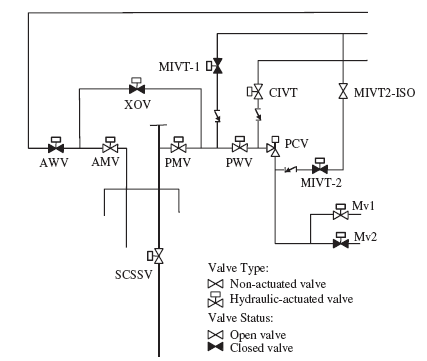 MIVT-1
CIVT
MIVT2-ISO
XOV
AWV
AMV
PMV
PWV
PCV
MIVT-2
Mv1
Mv2
SCSSV
Valve Type:
Non-actuated valve
Hydraulic-actuated valve
Valve Status:
Open valve
Closed valve